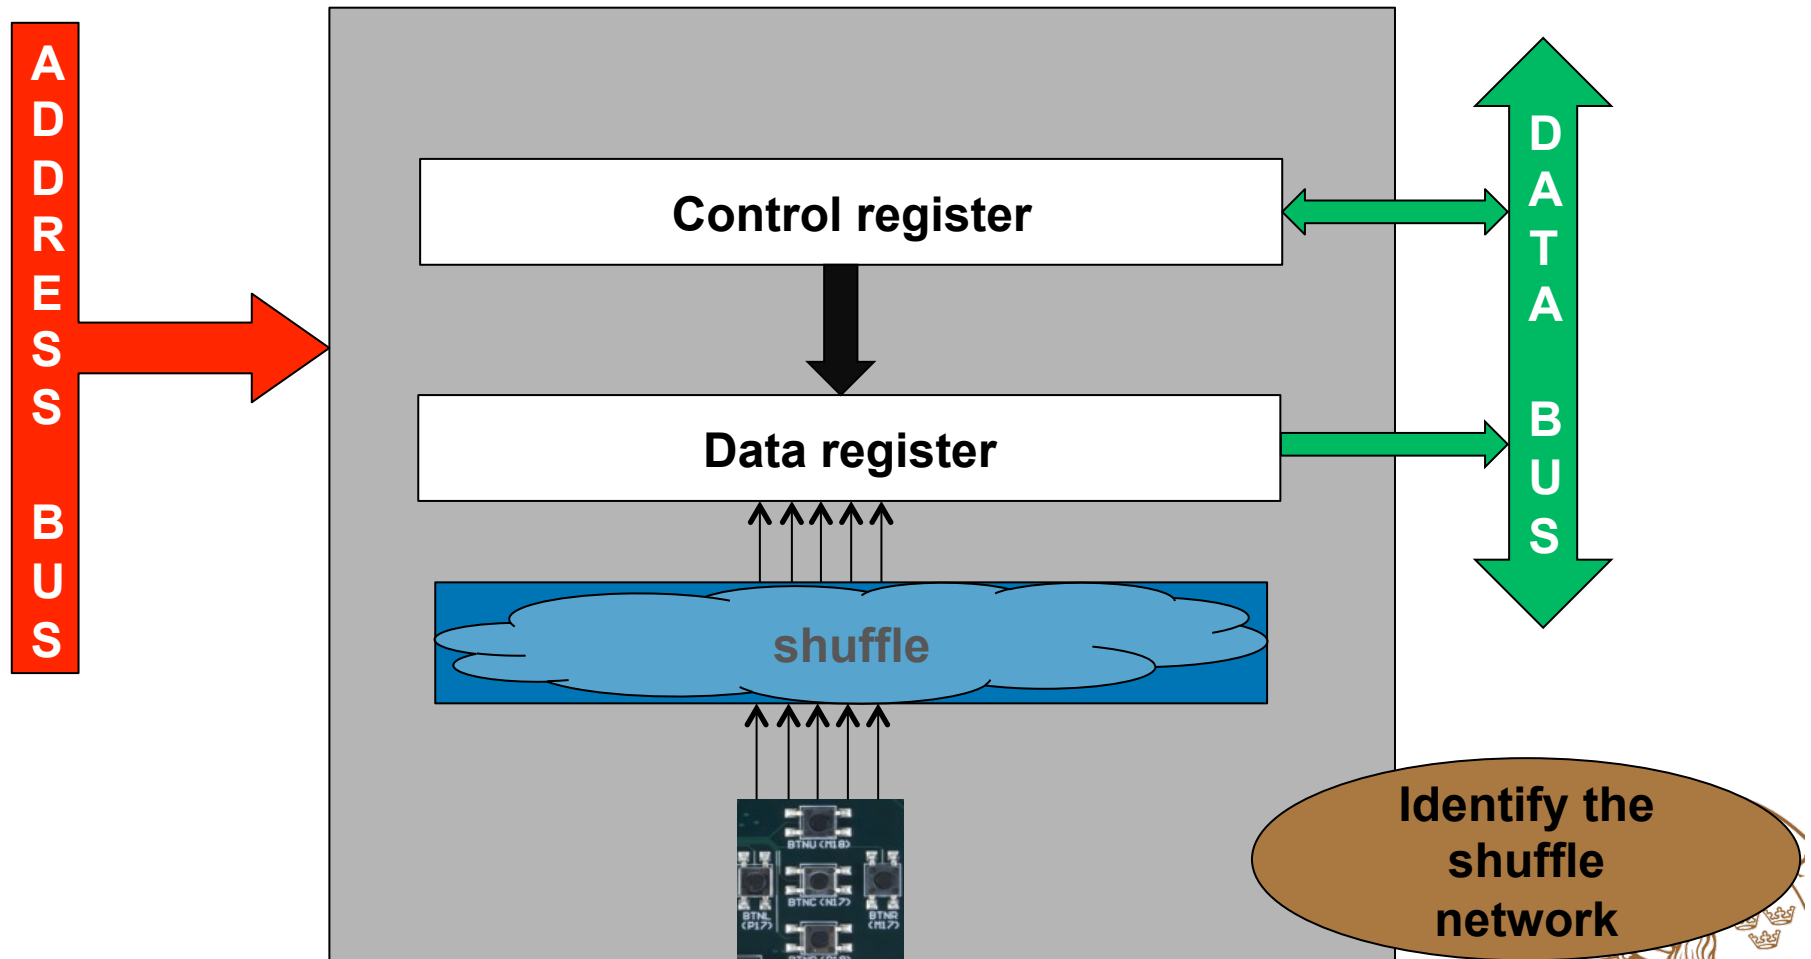 ADDRESS BUS
Control register
Data register
shuffle
DATA BUS
BTNU(M18)
BTNL
(P17)
BTNC(N17)
BTNR
(M17)
Identify the
shuffle
network